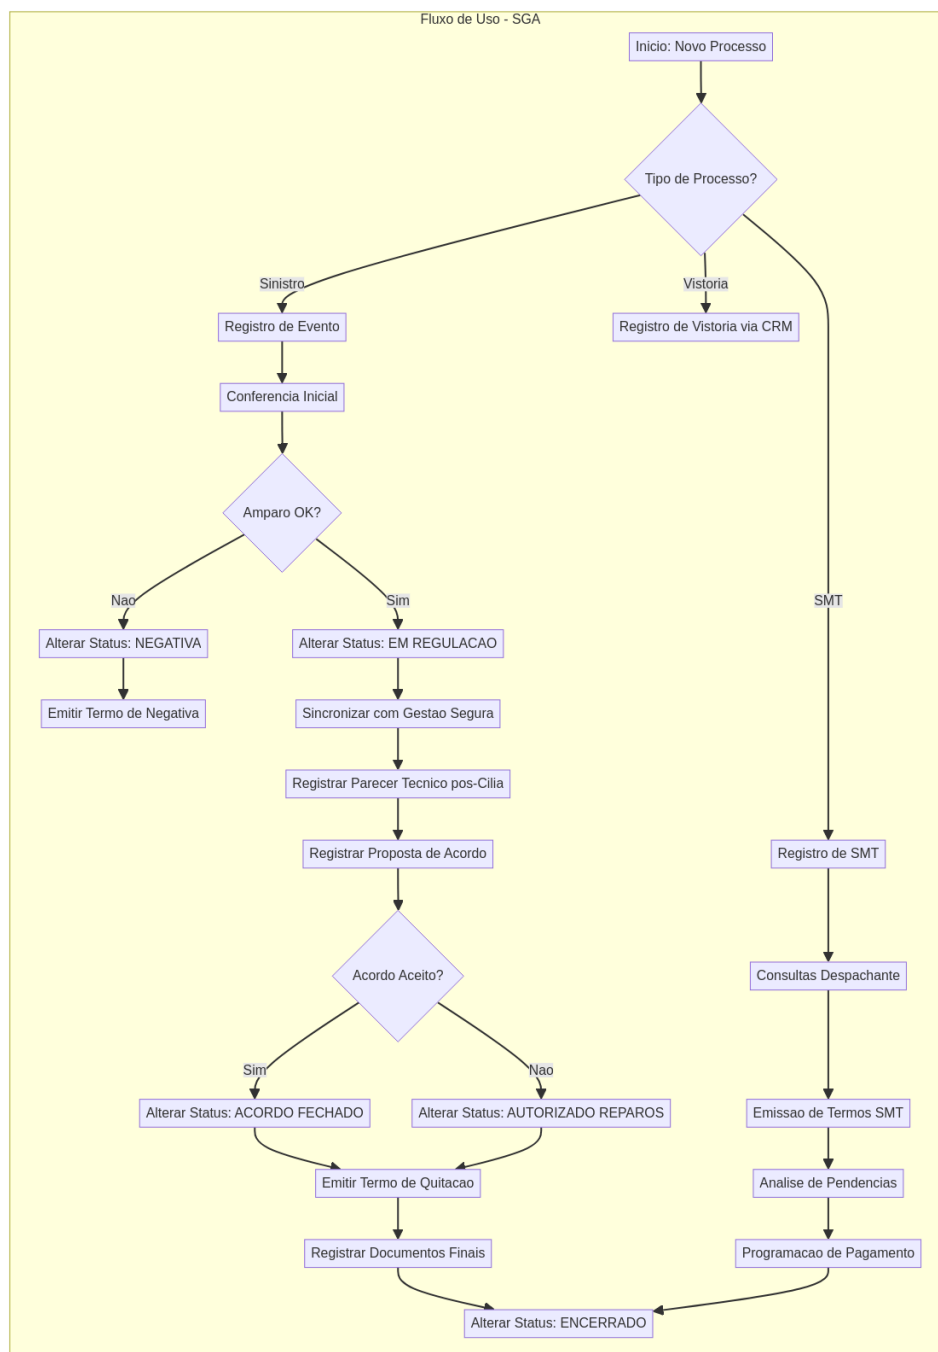 Fluxo de Uso - SGA
Inicio: Novo Processo
Tipo de Processo?
Sinistro
Vistoria
Registro de Evento
Registro de Vistoria via CRM
Conferencia Inicial
Amparo OK?
Nao
Sim
SMT
Alterar Status: NEGATIVA
Alterar Status: EM REGULACAO
Emitir Termo de Negativa
Sincronizar com Gestao Segura
Registrar Parecer Tecnico pos-Cilia
Registrar Proposta de Acordo
Registro de SMT
Acordo Aceito?
Consultas Despachante
Sim
Nao
Alterar Status: ACORDO FECHADO
Alterar Status: AUTORIZADO REPAROS
Emissao de Termos SMT
Emitir Termo de Quitacao
Analise de Pendencias
Registrar Documentos Finais
Programacao de Pagamento
Alterar Status: ENCERRADO